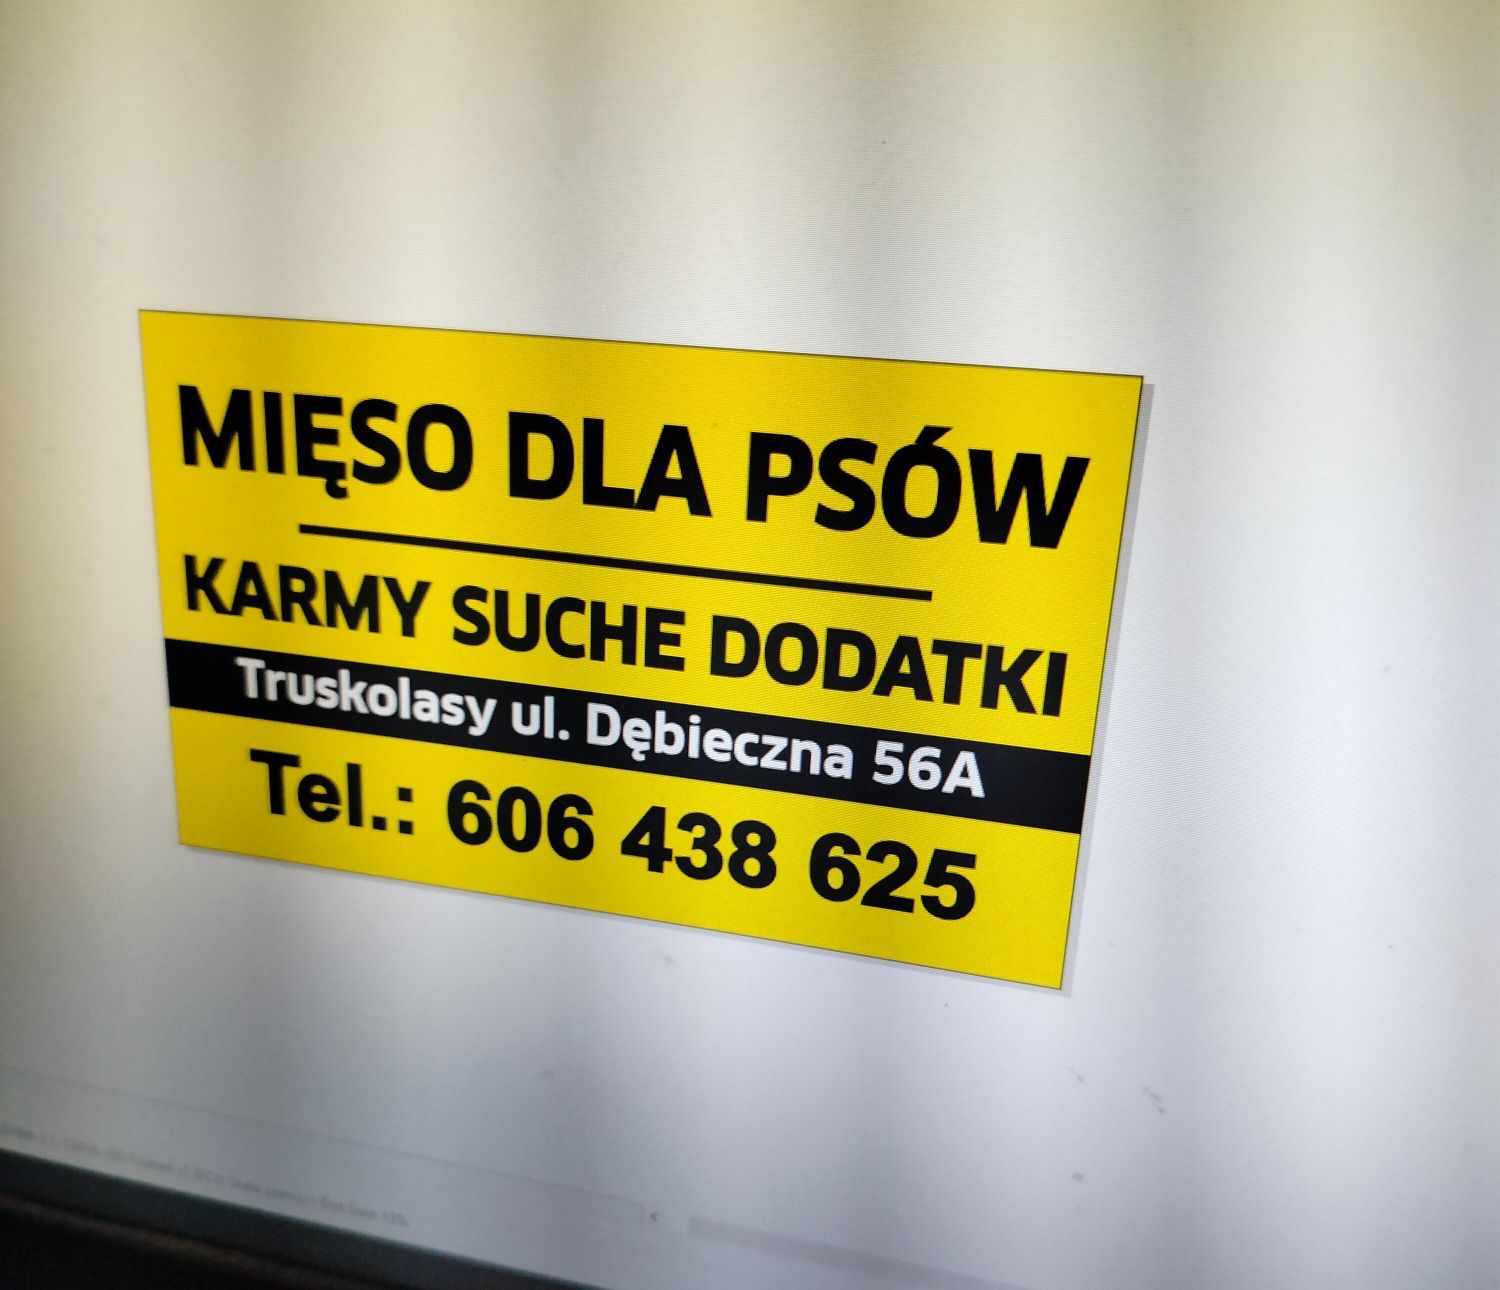 MIĘSO DLA PSÓW
KARMY SUCHE DODATKI
Truskolasy ul. Dębieczna 56A
Tel.: 606 438 625